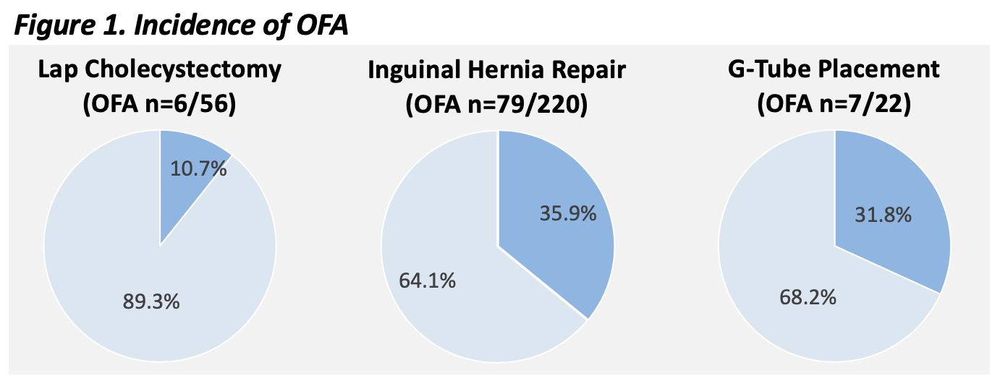 Figure 1. Incidence of OFA
Lap Cholecystectomy
(OFA n=6/56)
10.7%
89.3%
Inguinal Hernia Repair
(OFA n=79/220)
35.9%
64.1%
G-Tube Placement
(OFA n=7/22)
31.8%
68.2%